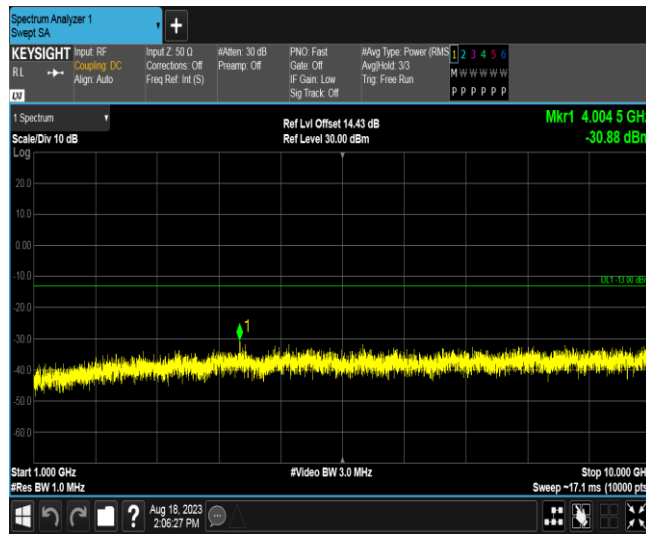 Spectrum Analyzer 1
Swept SA
+
KEYSIGHT
RL
LXI
Input: RF
Coupling: DC
Align: Auto
Input Z: 50 Ω
Corrections: Off
Freq Ref: Int (S)
#Atten: 30 dB
Preamp: Off
PNO: Fast
Gate: Off
IF Gain: Low
Sig Track: Off
#Avg Type: Power (RMS
Avg|Hold: 3/3
Trig: Free Run
1 2 3 4 5 6
M W W W W W
P P P P P P
1 Spectrum
Scale/Div 10 dB
Log
Ref Lvl Offset 14.43 dB
Ref Level 30.00 dBm
Mkr1 4.004 5 GHz
-30.88 dBm
20.0
10.0
0.00
-10.0
DL1 -13.00 dBm
-20.0
1
-30.0
-40.0
-50.0
-60.0
Start 1.000 GHz
#Res BW 1.0 MHz
#Video BW 3.0 MHz
Stop 10.000 GHz
Sweep ~17.1 ms (10000 pts)
?
Aug 18, 2023
2:06:27 PM